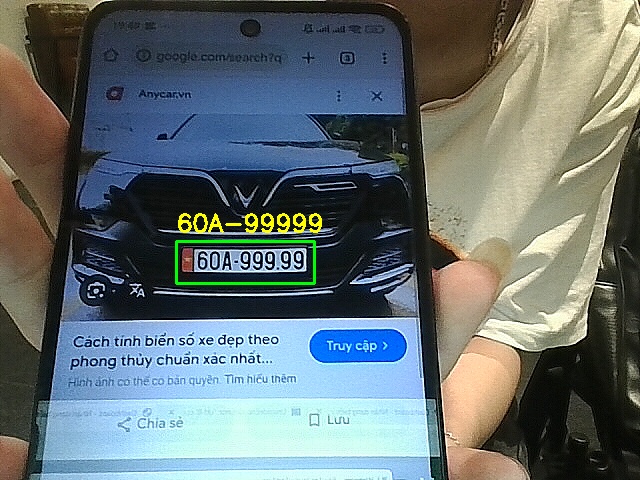 19:40
google.com/search?q
3
Anycar.vn
60A-99999
60A-999.99
Cách tính biển số xe đẹp theo
phong thủy chuẩn xác nhất...
Truy cập
Hình ảnh có thể có bản quyền. Tìm hiểu thêm
Chia sẻ
Lưu